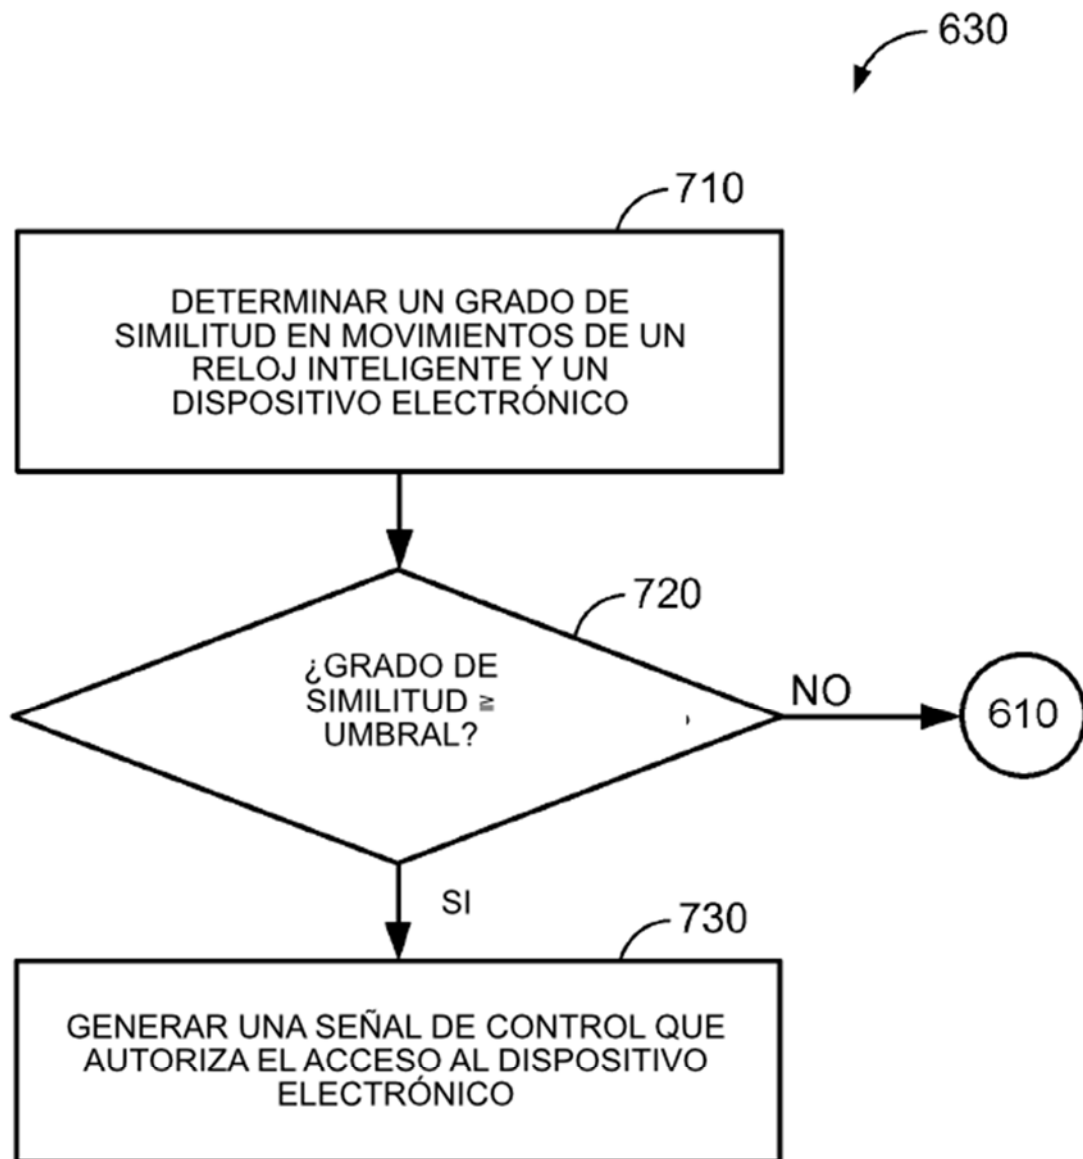 630
710
DETERMINAR UN GRADO DE
SIMILITUD EN MOVIMIENTOS DE UN
RELOJ INTELIGENTE Y UN
DISPOSITIVO ELECTRÓNICO
720
¿GRADO DE
SIMILITUD ≧
UMBRAL?
NO
610
SI
730
GENERAR UNA SEÑAL DE CONTROL QUE
AUTORIZA EL ACCESO AL DISPOSITIVO
ELECTRÓNICO